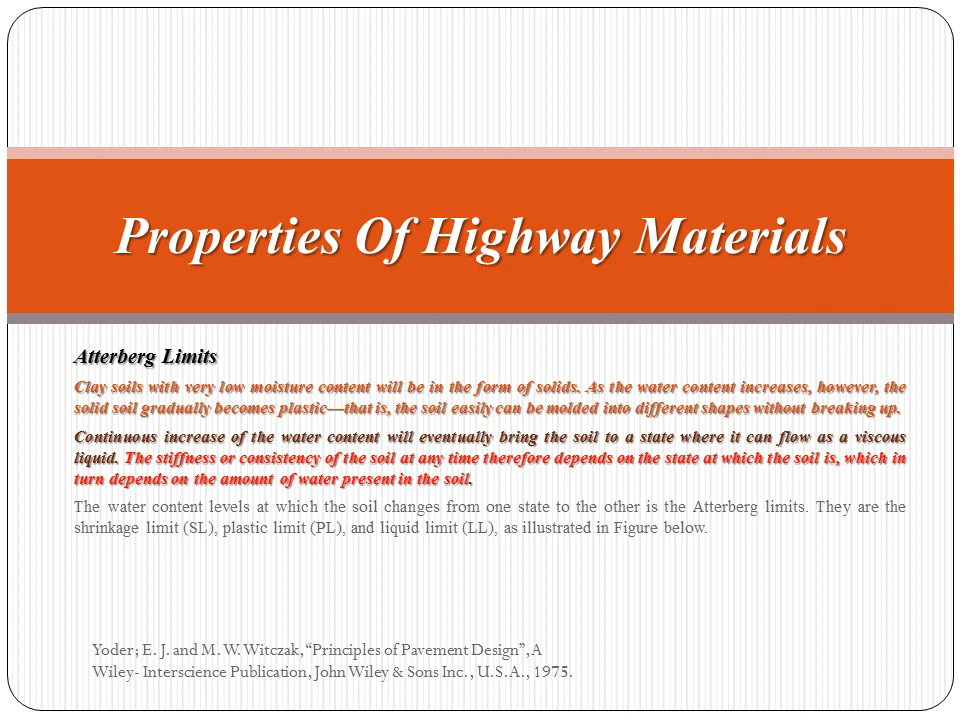 Properties Of Highway Materials
Atterberg Limits
Clay soils with very low moisture content will be in the form of solids. As the water content increases, however, the
solid soil gradually becomes plastic—that is, the soil easily can be molded into different shapes without breaking up.
Continuous increase of the water content will eventually bring the soil to a state where it can flow as a viscous
liquid. The stiffness or consistency of the soil at any time therefore depends on the state at which the soil is, which in
turn depends on the amount of water present in the soil.
The water content levels at which the soil changes from one state to the other is the Atterberg limits. They are the
shrinkage limit (SL), plastic limit (PL), and liquid limit (LL), as illustrated in Figure below.
Yoder; E. J. and M. W. Witczak, “Principles of Pavement Design”, A
Wiley- Interscience Publication, John Wiley & Sons Inc., U.S.A., 1975.